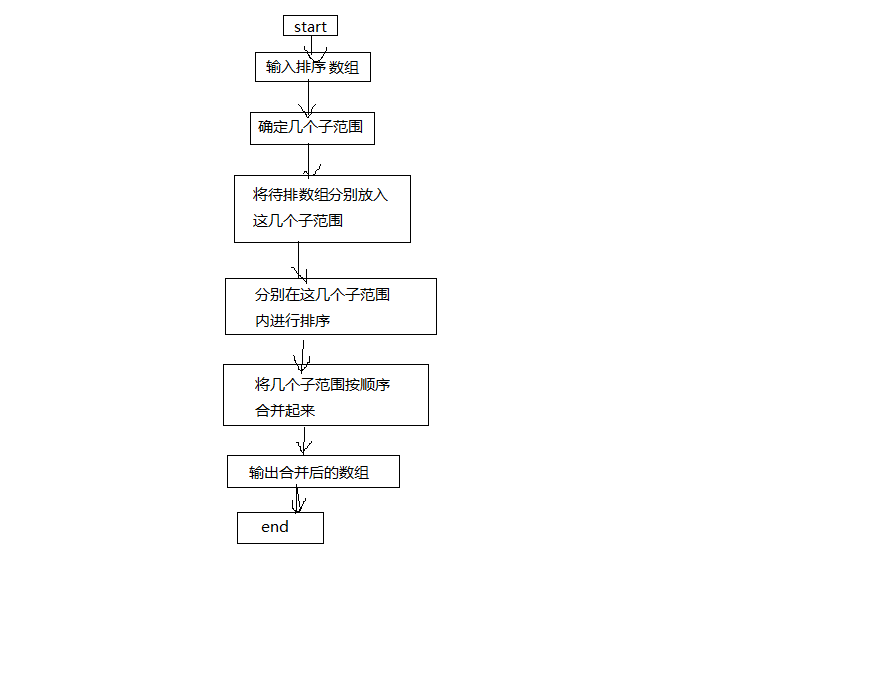 start
输入排序数组
确定几个子范围
将待排数组分别放入
这几个子范围
分别在这几个子范围
内进行排序
将几个子范围按顺序
合并起来
输出合并后的数组
end